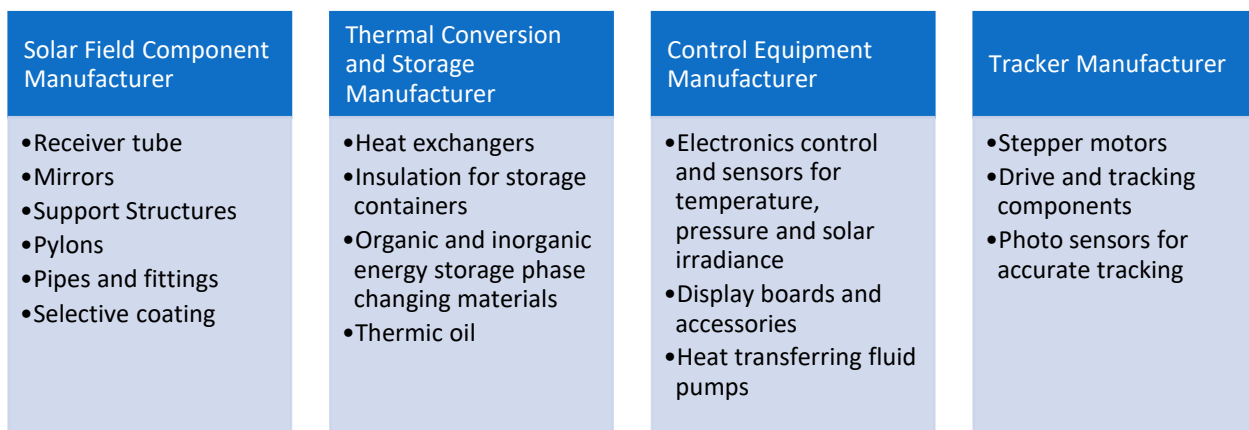 Solar Field Component
Manufacturer
•Receiver tube
•Mirrors
•Support Structures
•Pylons
•Pipes and fittings
•Selective coating
Thermal Conversion
and Storage
Manufacturer
•Heat exchangers
•Insulation for storage
containers
•Organic and inorganic
energy storage phase
changing materials
•Thermic oil
Control Equipment
Manufacturer
•Electronics control
and sensors for
temperature,
pressure and solar
irradiance
•Display boards and
accessories
•Heat transferring fluid
pumps
Tracker Manufacturer
•Stepper motors
•Drive and tracking
components
•Photo sensors for
accurate tracking